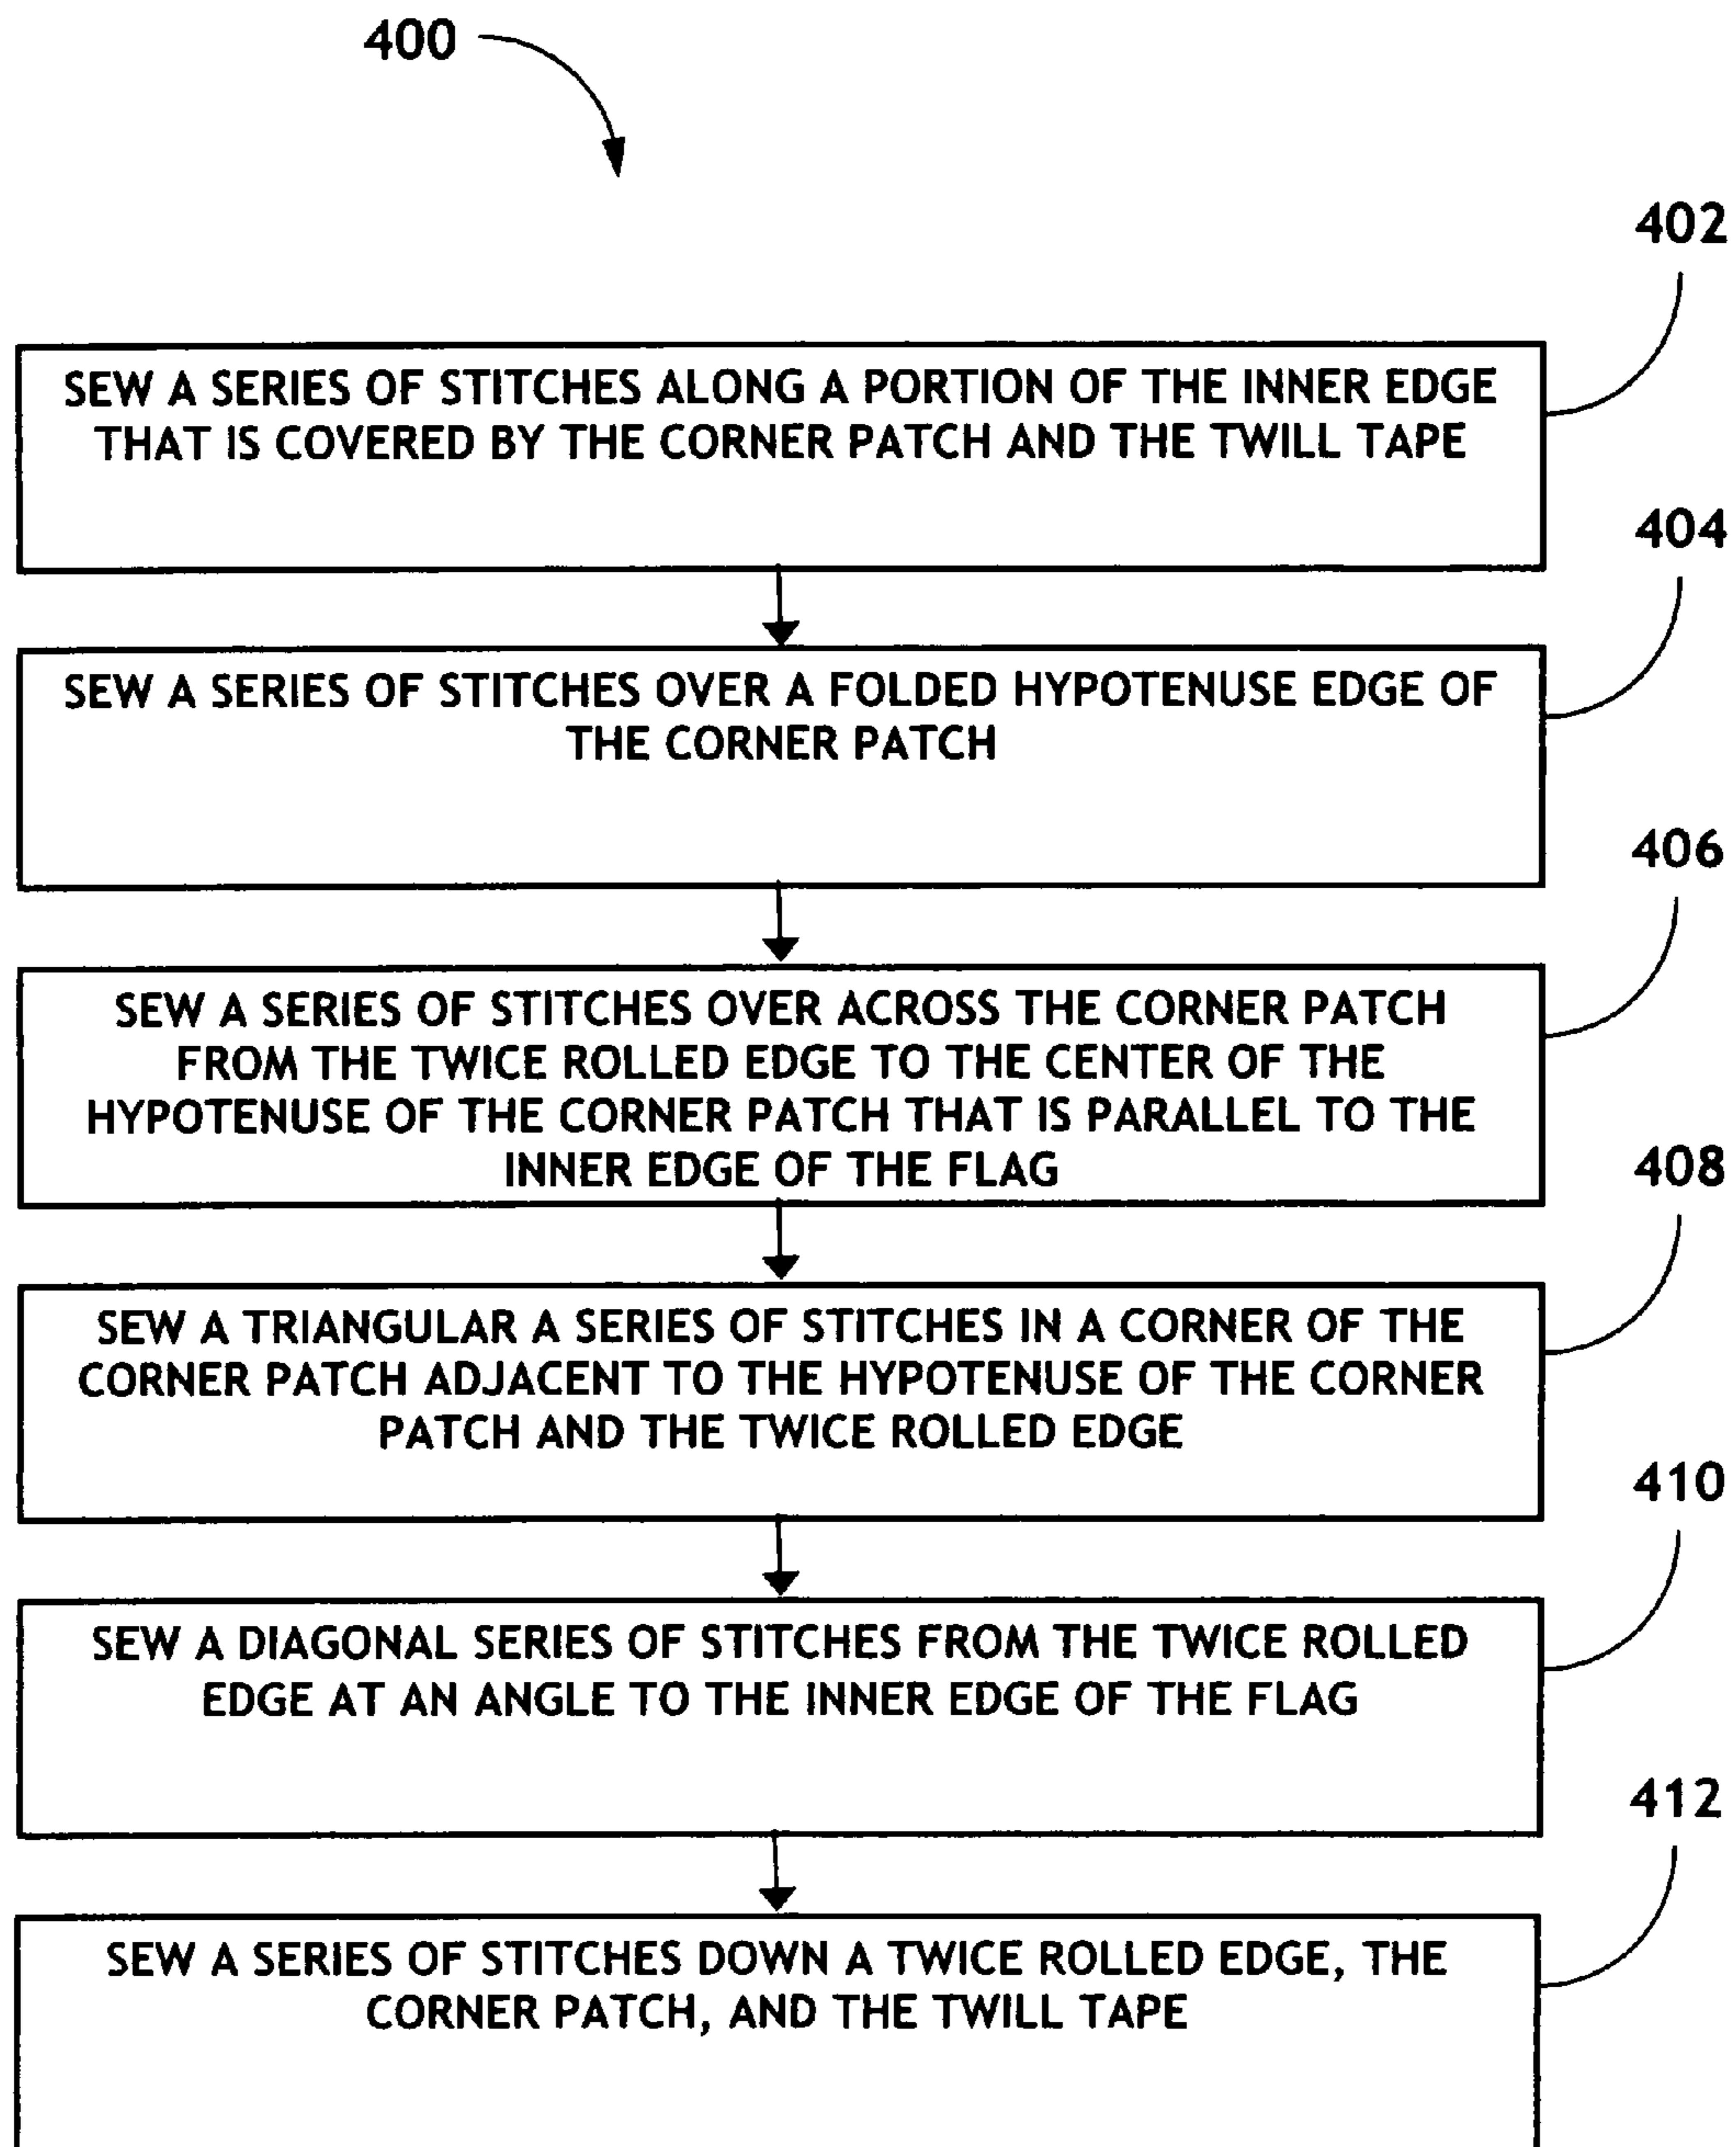 400
402
SEW A SERIES OF STITCHES ALONG A PORTION OF THE INNER EDGE
THAT IS COVERED BY THE CORNER PATCH AND THE TWILL TAPE
404
SEW A SERIES OF STITCHES OVER A FOLDED HYPOTENUSE EDGE OF
THE CORNER PATCH
406
SEW A SERIES OF STITCHES OVER ACROSS THE CORNER PATCH
FROM THE TWICE ROLLED EDGE TO THE CENTER OF THE
HYPOTENUSE OF THE CORNER PATCH THAT IS PARALLEL TO THE
INNER EDGE OF THE FLAG
408
SEW A TRIANGULAR A SERIES OF STITCHES IN A CORNER OF THE
CORNER PATCH ADJACENT TO THE HYPOTENUSE OF THE CORNER
PATCH AND THE TWICE ROLLED EDGE
410
SEW A DIAGONAL SERIES OF STITCHES FROM THE TWICE ROLLED
EDGE AT AN ANGLE TO THE INNER EDGE OF THE FLAG
412
SEW A SERIES OF STITCHES DOWN A TWICE ROLLED EDGE, THE
CORNER PATCH, AND THE TWILL TAPE